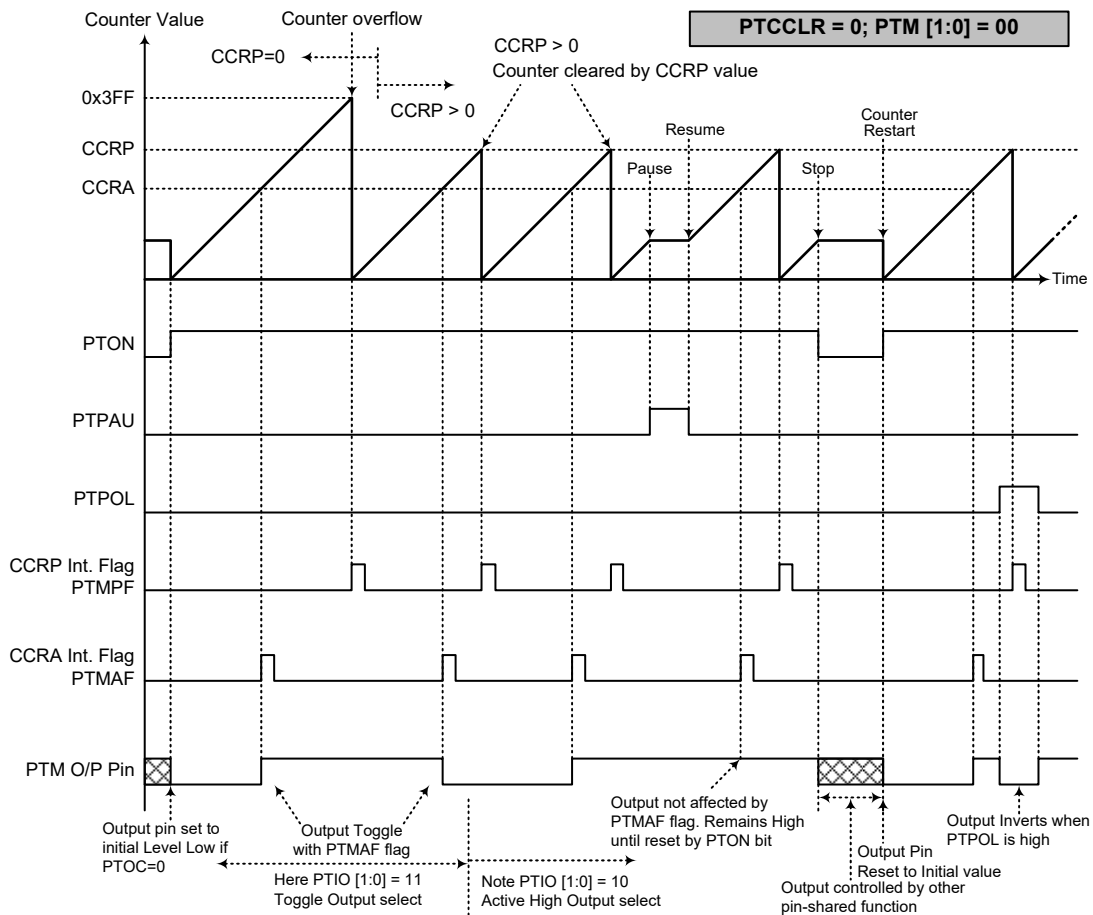 Counter Value
Counter overflow
PTCCLR = 0; PTM [1:0] = 00
CCRP=0
CCRP > 0
CCRP > 0
Counter cleared by CCRP value
0x3FF
CCRP
CCRA
Pause
Resume
Stop
Counter
Restart
Time
PTON
PTPAU
PTPOL
CCRP Int. Flag
PTMPF
CCRA Int. Flag
PTMAF
PTM O/P Pin
Output pin set to
initial Level Low if
PTOC=0
Output Toggle
with PTMAF flag
Here PTIO [1:0] = 11
Toggle Output select
Note PTIO [1:0] = 10
Active High Output select
Output not affected by
PTMAF flag. Remains High
until reset by PTON bit
Output Pin
Reset to Initial value
Output controlled by other
pin-shared function
Output Inverts when
PTPOL is high